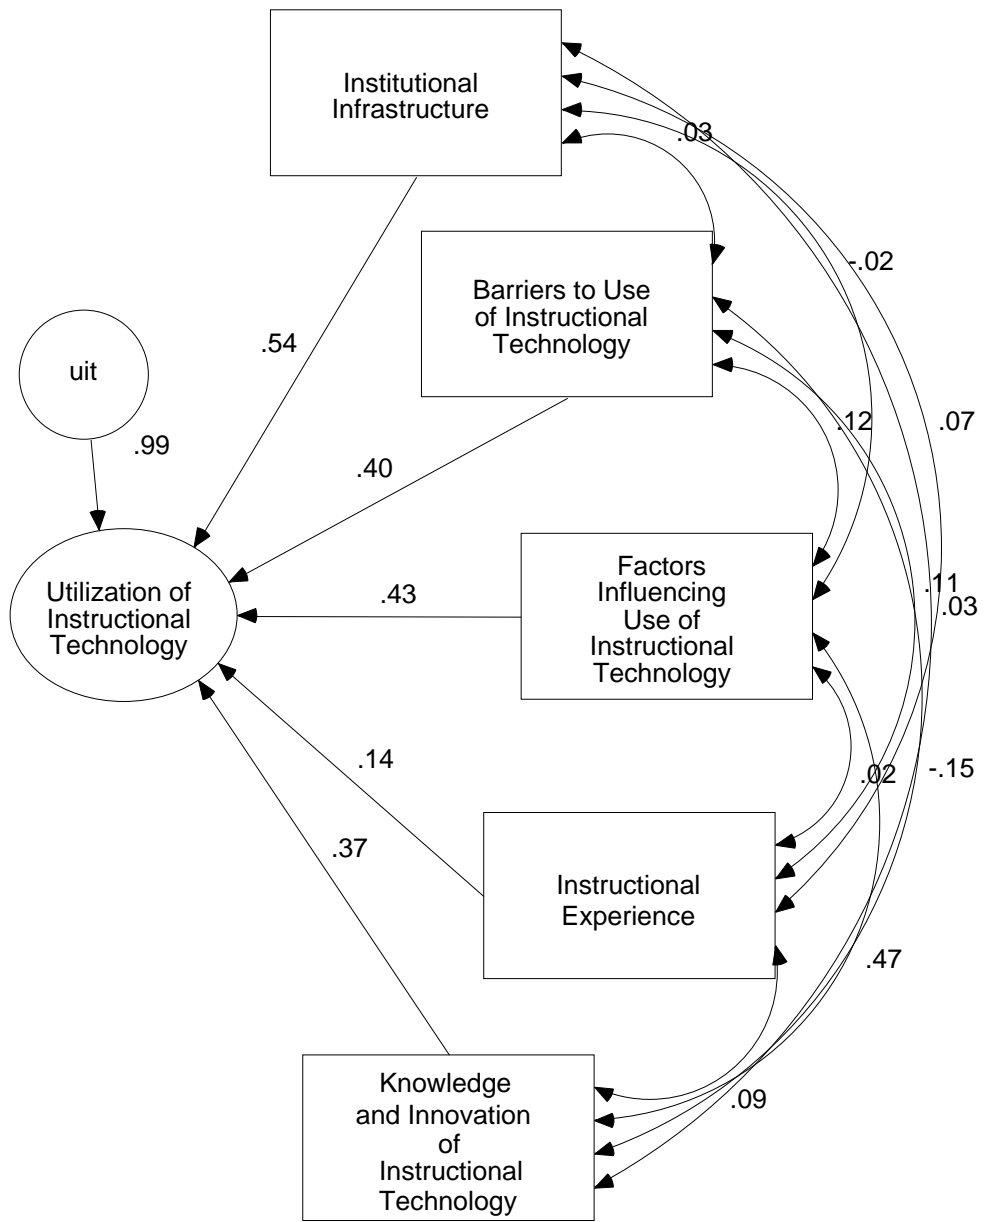 Institutional
Infrastructure
.03
-.02
Barriers to Use
of Instructional
Technology
.54
uit
.99
.12
.07
.40
Factors
Influencing
Use of
Instructional
Technology
.11
.03
.43
Utilization of
Instructional
Technology
.14
.02
-.15
.37
Instructional
Experience
.47
Knowledge
and Innovation
of
Instructional
Technology
.09